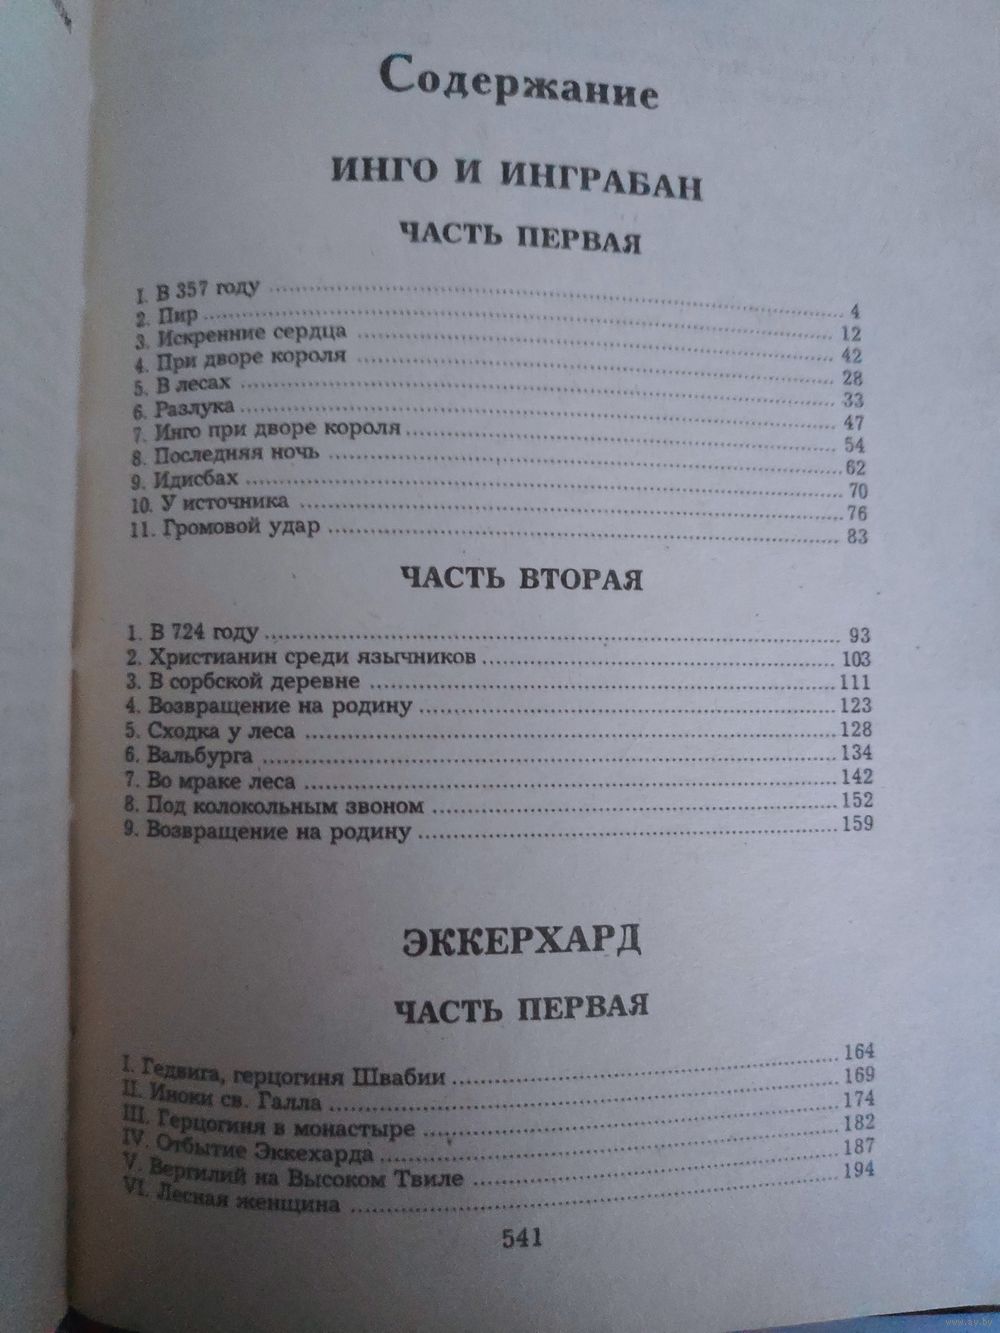 Содержание
ИНГО И ИНГРАБАН
ЧАСТЬ ПЕРВАЯ
1. В 357 году 4
2. Пир 12
3. Искренние сердца 42
4. При дворе короля 28
5. В лесах 33
6. Разлука 47
7. Инго при дворе короля 54
8. Последняя ночь 62
9. Идисбах 70
10. У источника 76
11. Громовой удар 83
ЧАСТЬ ВТОРАЯ
1. В 724 году 93
2. Христианин среди язычников 103
3. В сорбской деревне 111
4. Возвращение на родину 123
5. Сходка у леса 128
6. Вальбурга 134
7. Во мраке леса 142
8. Под колокольным звоном 152
9. Возвращение на родину 159
ЭККЕРХАРД
ЧАСТЬ ПЕРВАЯ
I. Гедвига, герцогиня Швабии 164
II. Иноки св. Галла 169
III. Герцогиня в монастыре 174
IV. Отбытие Эккехарда 182
V. Вергилий на Высоком Твиле 187
VI. Лесная женщина 194
541
www.ay.by